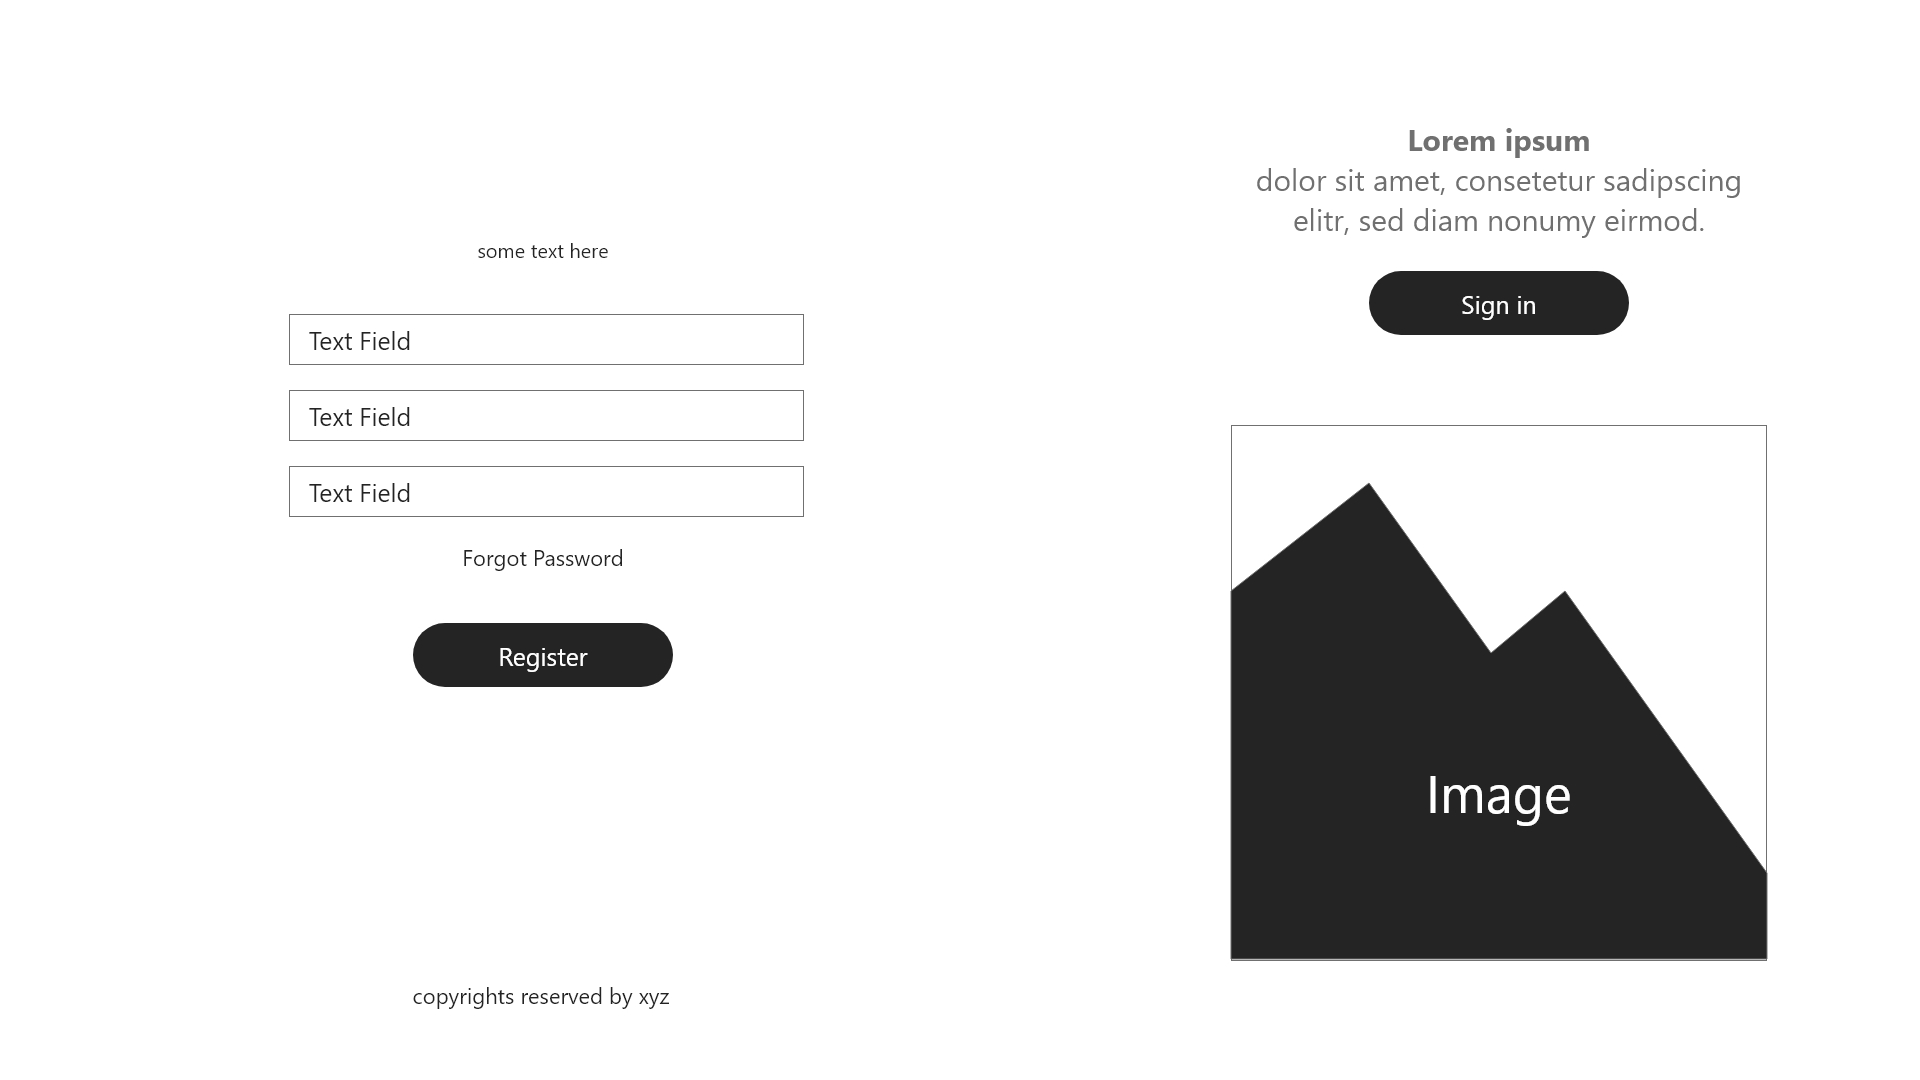 some text here
Text Field
Text Field
Text Field
Forgot Password
Register
copyrights reserved by xyz
Lorem ipsum
dolor sit amet, consetetur sadipscing
elitr, sed diam nonumy eirmod.
Sign in
Image